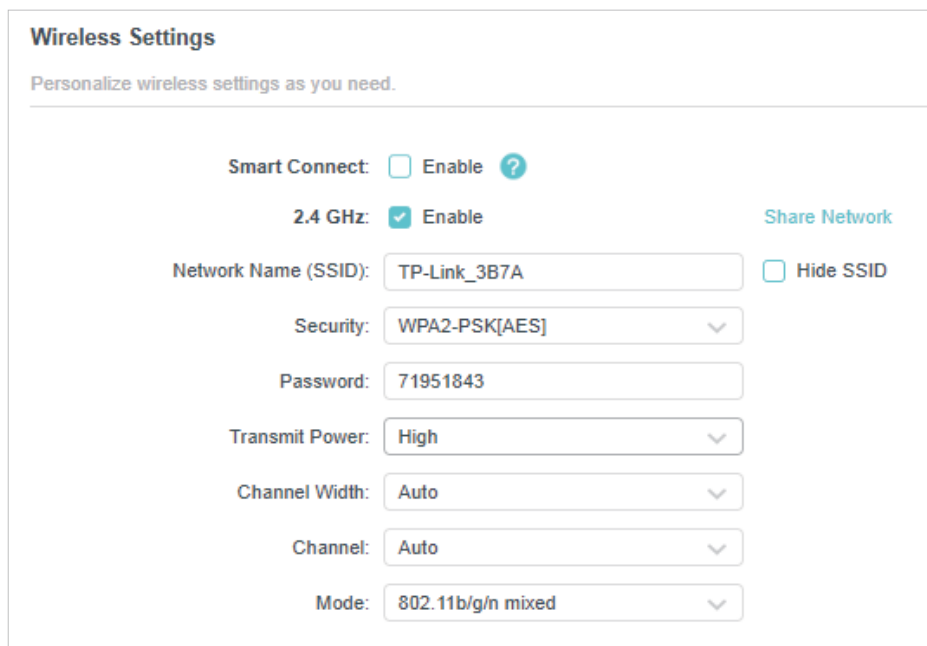 Wireless Settings
Personalize wireless settings as you need.
Smart Connect: Enable ?
2.4 GHz: Enable Share Network
Network Name (SSID): TP-Link_3B7A Hide SSID
Security: WPA2-PSK[AES]
Password: 71951843
Transmit Power: High
Channel Width: Auto
Channel: Auto
Mode: 802.11b/g/n mixed